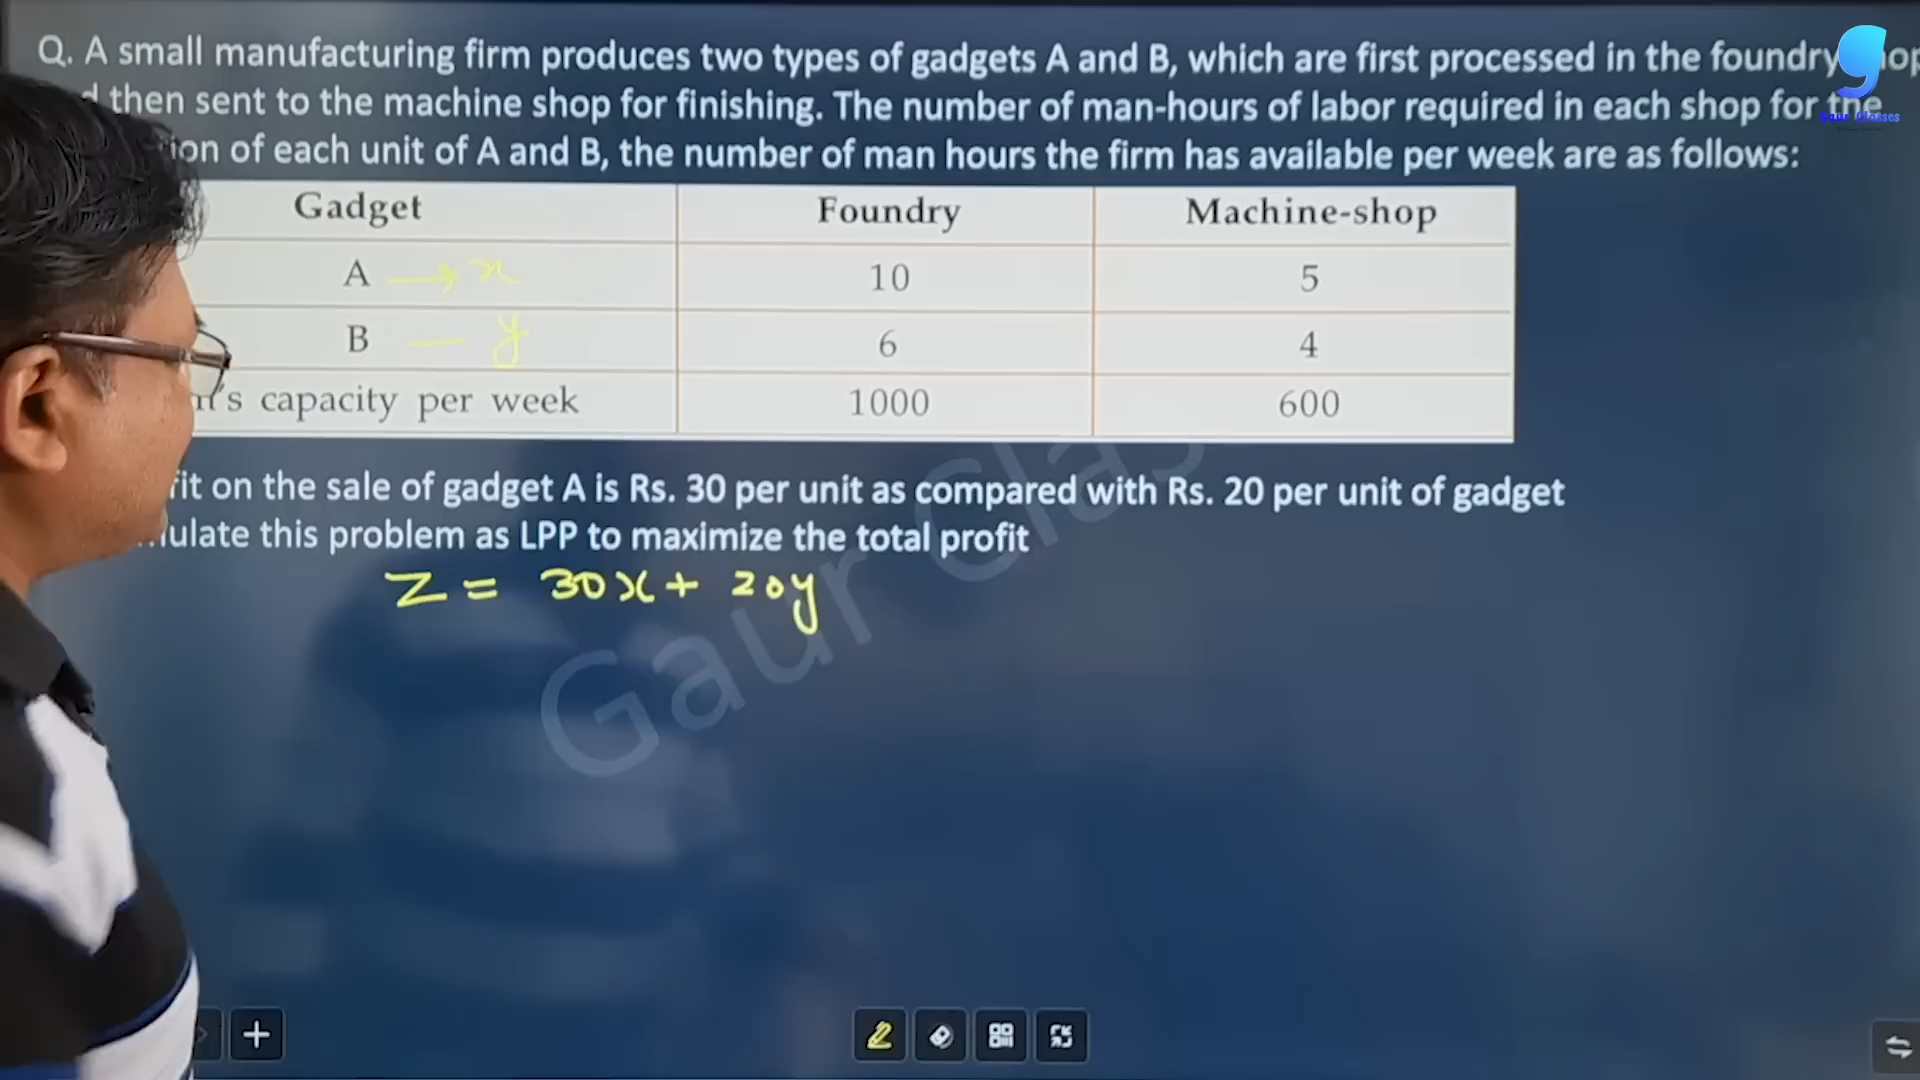 Q. A small manufacturing firm produces two types of gadgets A and B, which are first processed in the foundry
then sent to the machine shop for finishing. The number of man-hours of labor required in each shop for the
of each unit of A and B, the number of man hours the firm has available per week are as follows:
Gadget Foundry Machine-shop
A → x 10 5
B — y 6 4
capacity per week 1000 600
on the sale of gadget A is Rs. 30 per unit as compared with Rs. 20 per unit of gadget
this problem as LPP to maximize the total profit
Z = 30x + 20y
Gaur Clas
Gaur Classes